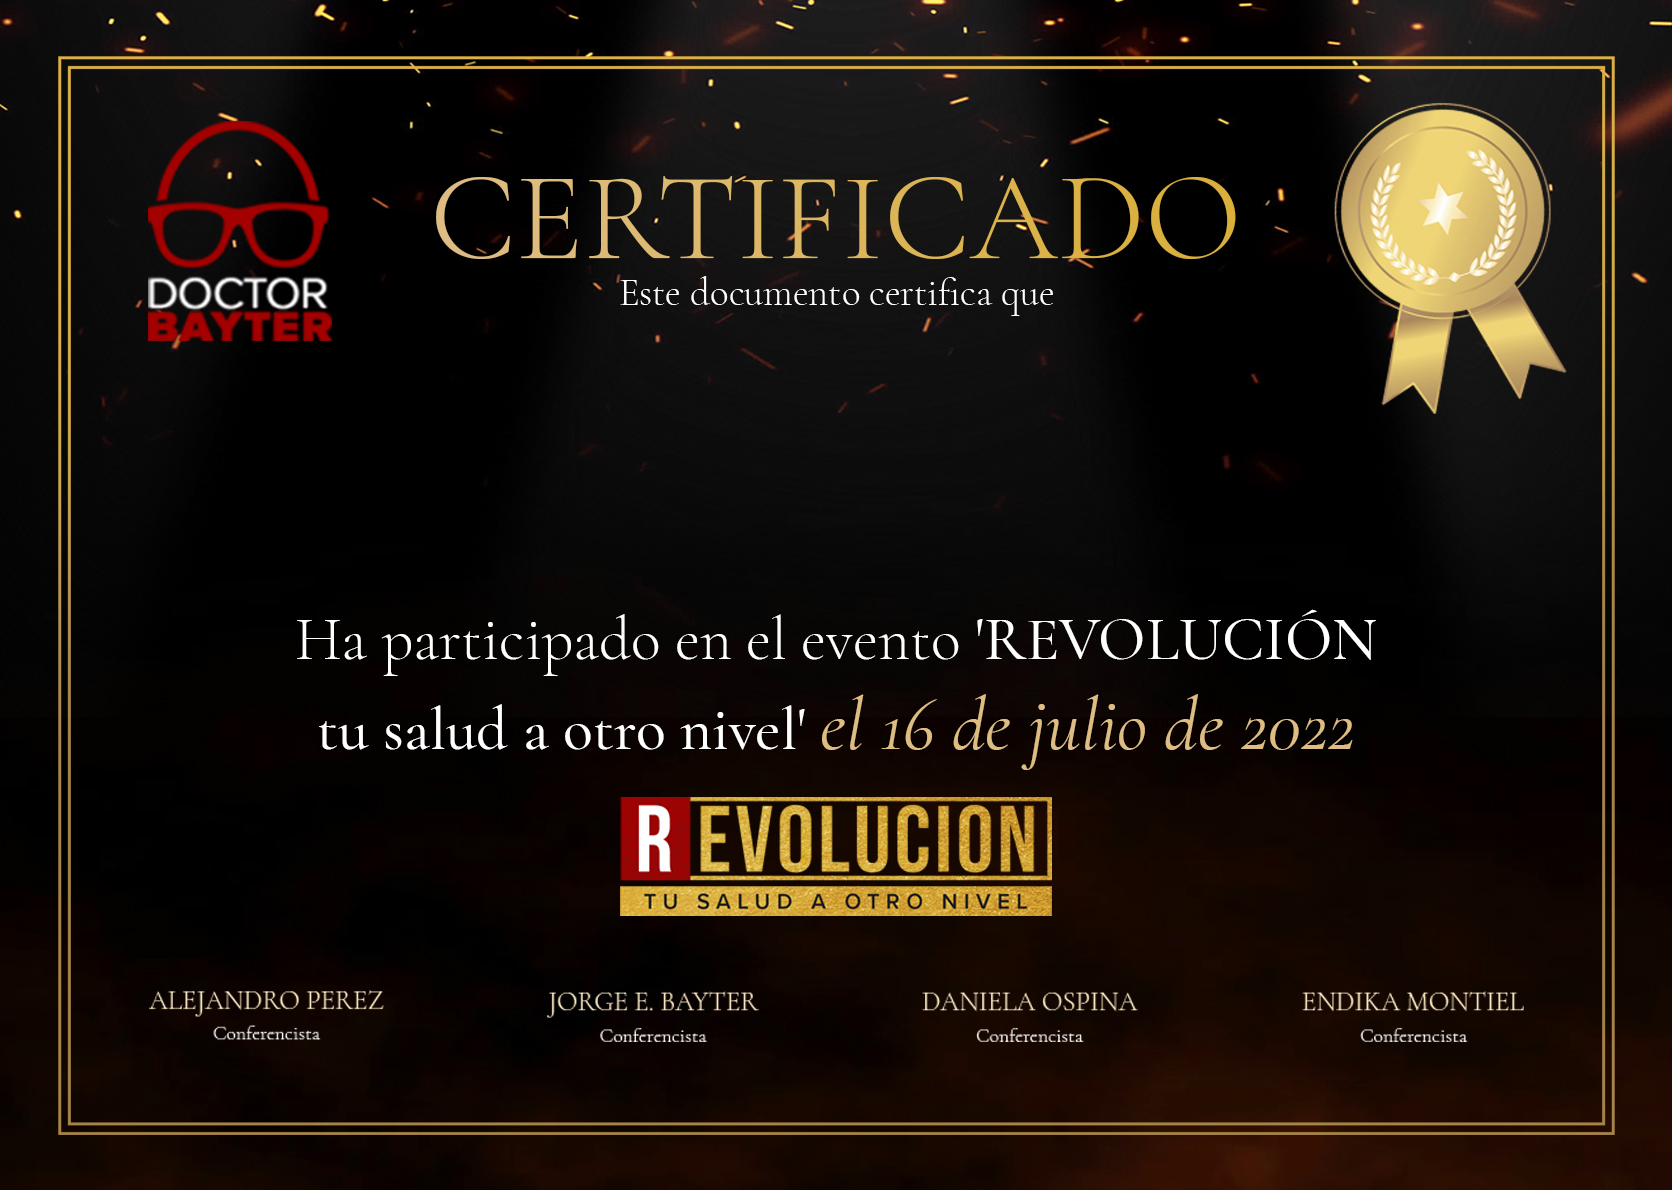 DOCTOR
BAYTER
CERTIFICADO
Este documento certifica que
Ha participado en el evento 'REVOLUCIÓN
tu salud a otro nivel' el 16 de julio de 2022
REVOLUCION
TU SALUD A OTRO NIVEL
ALEJANDRO PEREZ
Conferencista
JORGE E. BAYTER
Conferencista
DANIELA OSPINA
Conferencista
ENDIKA MONTIEL
Conferencista